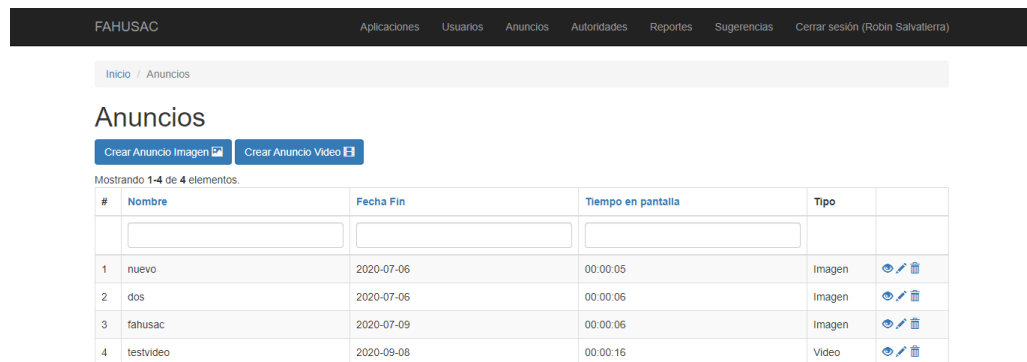 FAHUSAC Aplicaciones Usuarios Anuncios Autoridades Reportes Sugerencias Cerrar sesión (Robin Salvatierra)
Inicio / Anuncios
Anuncios
Crear Anuncio Imagen Crear Anuncio Video
Mostrando 1-4 de 4 elementos.
# Nombre Fecha Fin Tiempo en pantalla Tipo
1 nuevo 2020-07-06 00:00:05 Imagen
2 dos 2020-07-06 00:00:06 Imagen
3 fahusac 2020-07-09 00:00:06 Imagen
4 testvideo 2020-09-08 00:00:16 Video